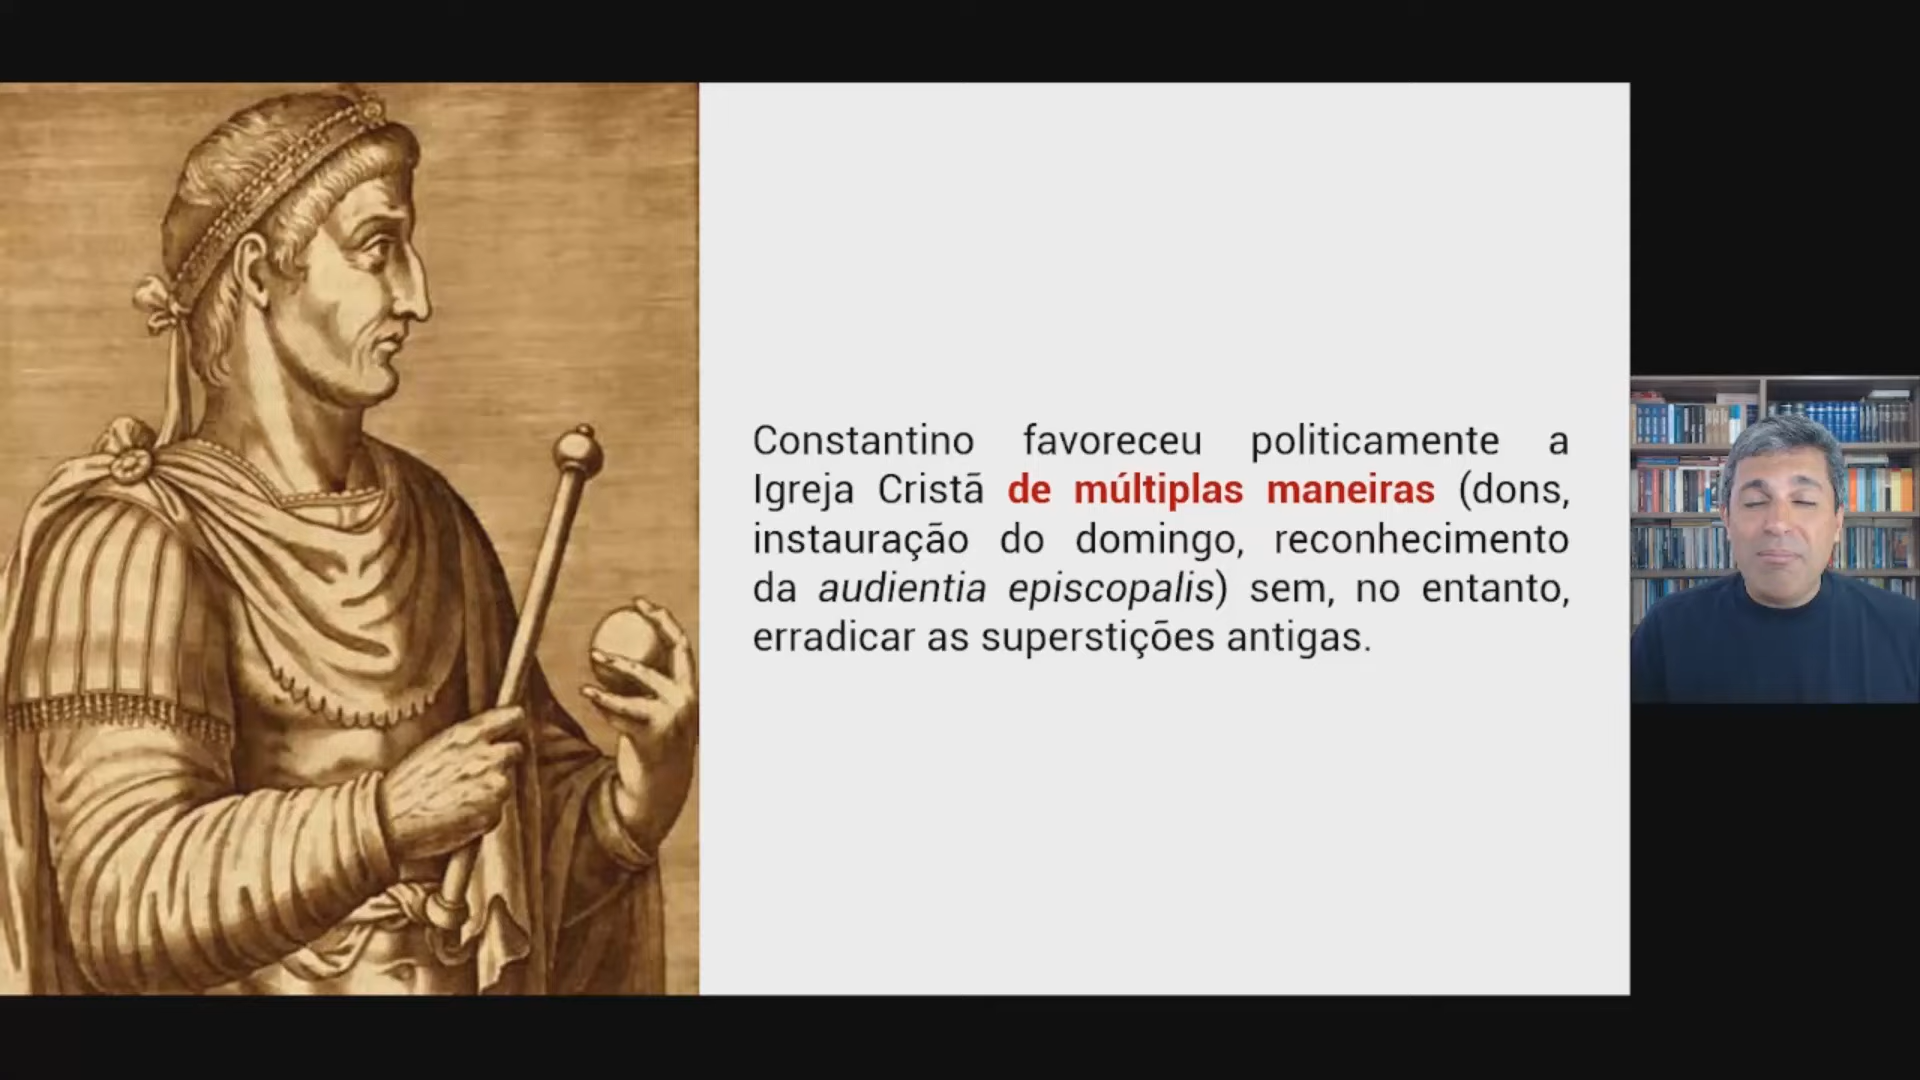 Constantino favoreceu politicamente a
Igreja Cristã de múltiplas maneiras (dons,
instauração do domingo, reconhecimento
da audientia episcopalis) sem, no entanto,
erradicar as superstições antigas.